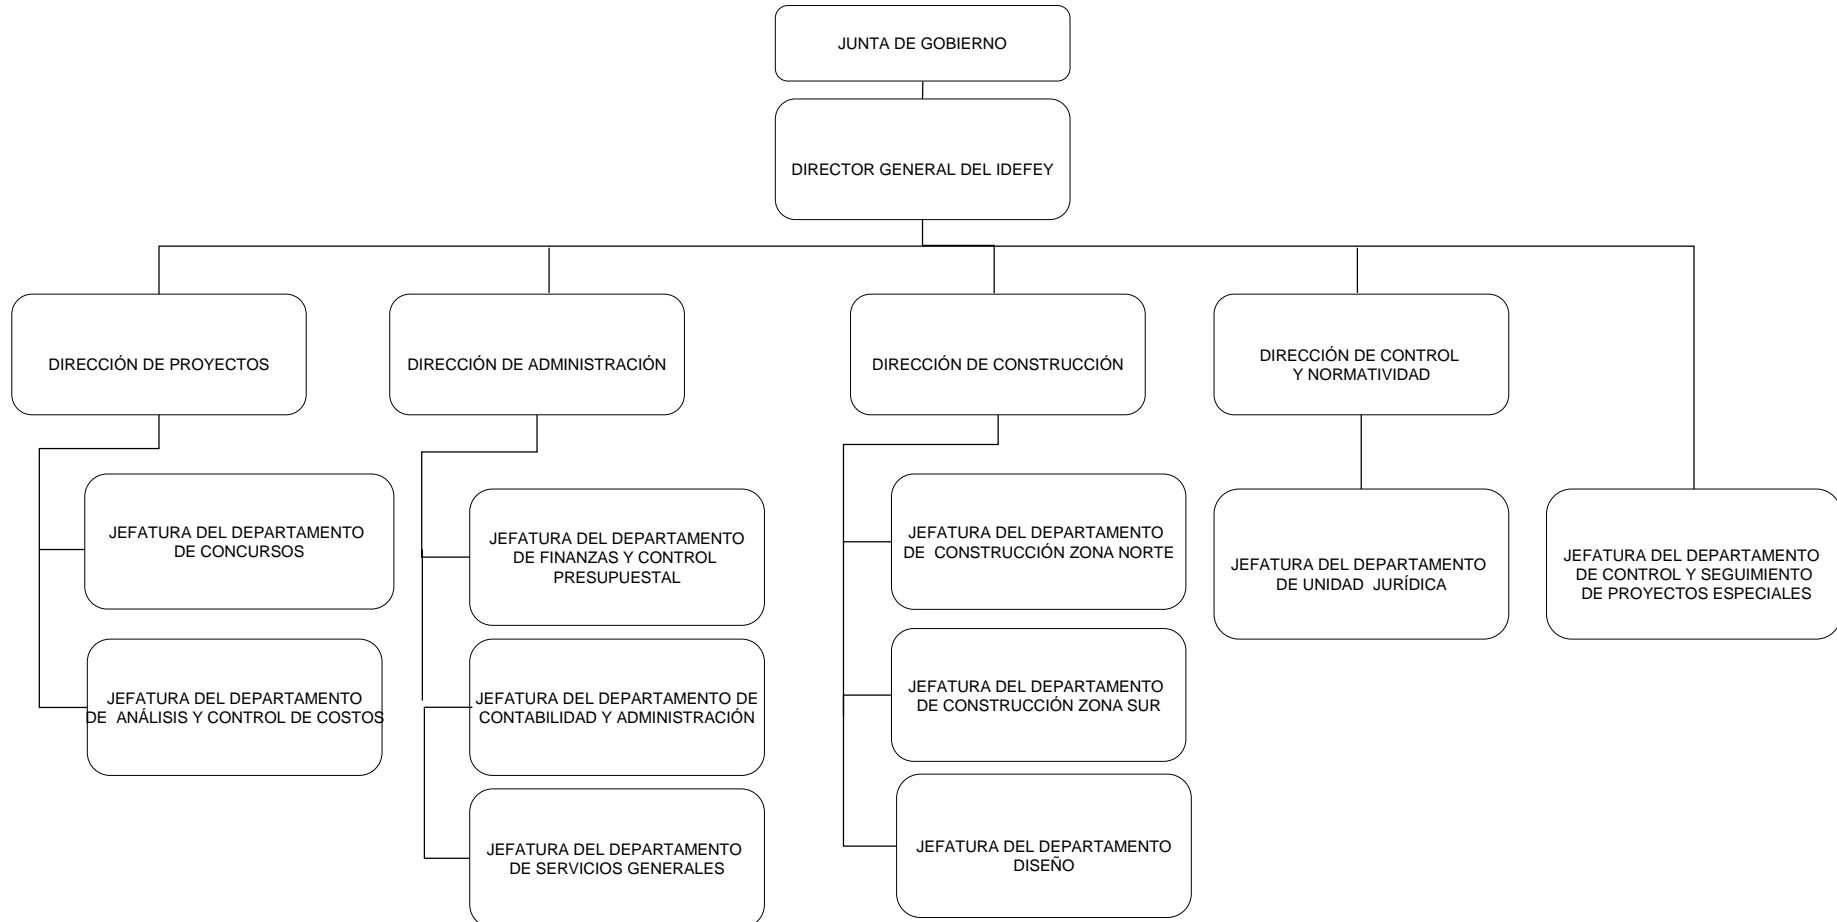 JUNTA DE GOBIERNO
DIRECTOR GENERAL DEL IDEFEY
DIRECCIÓN DE PROYECTOS
DIRECCIÓN DE ADMINISTRACIÓN
DIRECCIÓN DE CONSTRUCCIÓN
DIRECCIÓN DE CONTROL
Y NORMATIVIDAD
JEFATURA DEL DEPARTAMENTO
DE CONCURSOS
JEFATURA DEL DEPARTAMENTO
DE ANÁLISIS Y CONTROL DE COSTOS
JEFATURA DEL DEPARTAMENTO
DE FINANZAS Y CONTROL
PRESUPUESTAL
JEFATURA DEL DEPARTAMENTO DE
CONTABILIDAD Y ADMINISTRACIÓN
JEFATURA DEL DEPARTAMENTO
DE SERVICIOS GENERALES
JEFATURA DEL DEPARTAMENTO
DE CONSTRUCCIÓN ZONA NORTE
JEFATURA DEL DEPARTAMENTO
DE CONSTRUCCIÓN ZONA SUR
JEFATURA DEL DEPARTAMENTO
DISEÑO
JEFATURA DEL DEPARTAMENTO
DE UNIDAD JURÍDICA
JEFATURA DEL DEPARTAMENTO
DE CONTROL Y SEGUIMIENTO
DE PROYECTOS ESPECIALES